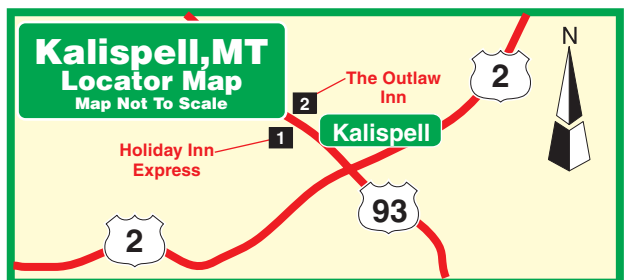 Kalispell,MT
Locator Map
Map Not To Scale
N
2
The Outlaw
Inn
2
Kalispell
1
Holiday Inn
Express
93
2